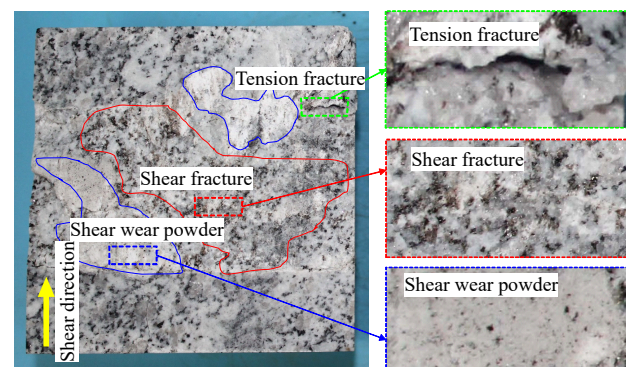 Tension fracture
Shear fracture
Shear wear powder
Shear direction
Tension fracture
Shear fracture
Shear wear powder